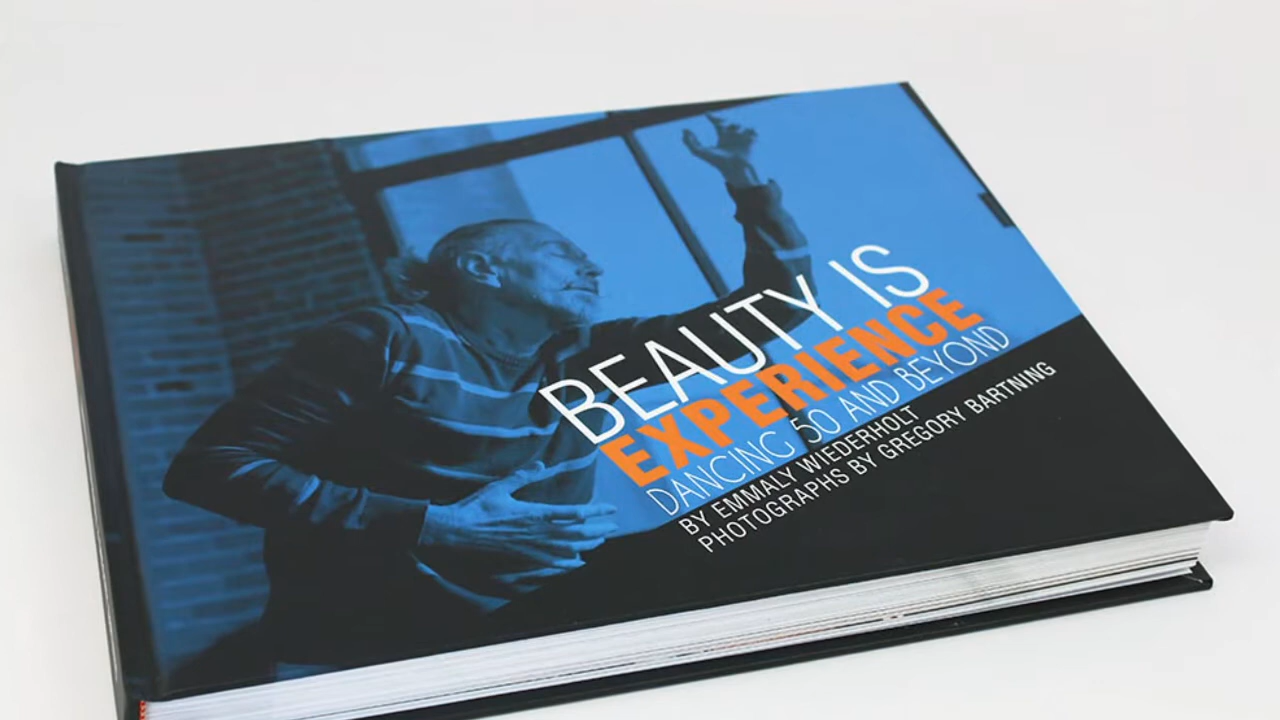 BEAUTY IS
EXPERIENCE
DANCING 50 AND BEYOND
BY EMMALY WIEDERHOLT
PHOTOGRAPHS BY GREGORY BARTNING